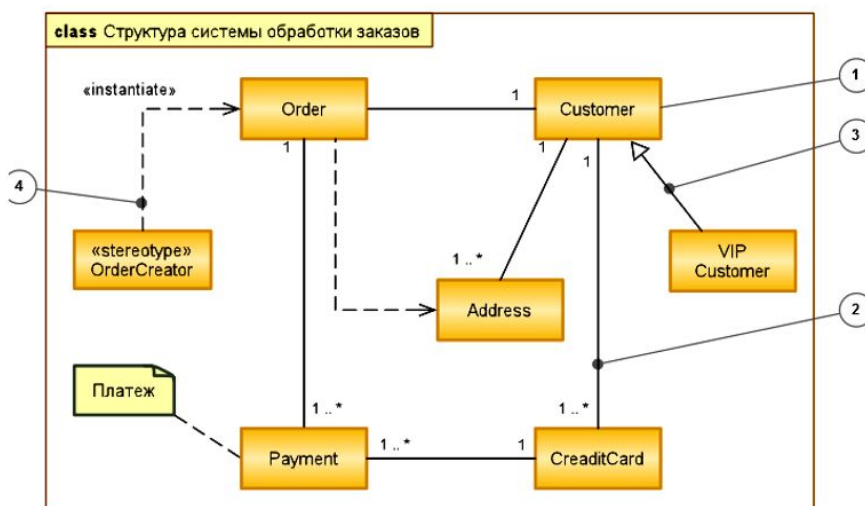 class Структура системы обработки заказов
1
«instantiate»
Order
1
Customer
3
1
1
1
4
«stereotype»
OrderCreator
VIP
Customer
1 .. *
Address
2
Платеж
1 .. *
1 .. *
1 .. *
1
Payment
CreaditCard